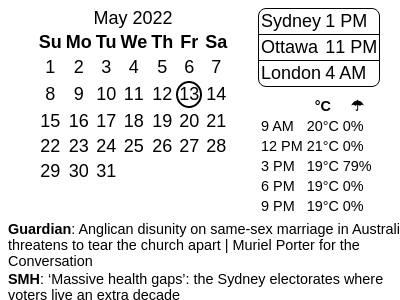 May 2022
Su Mo Tu We Th Fr Sa
1 2 3 4 5 6 7
8 9 10 11 12 13 14
15 16 17 18 19 20 21
22 23 24 25 26 27 28
29 30 31
Sydney 1 PM
Ottawa 11 PM
London 4 AM
°C ☂
9 AM 20°C 0%
12 PM 21°C 0%
3 PM 19°C 79%
6 PM 19°C 0%
9 PM 19°C 0%
Guardian: Anglican disunity on same-sex marriage in Australi
threatens to tear the church apart | Muriel Porter for the
Conversation
SMH: ‘Massive health gaps’: the Sydney electorates where
voters live an extra decade